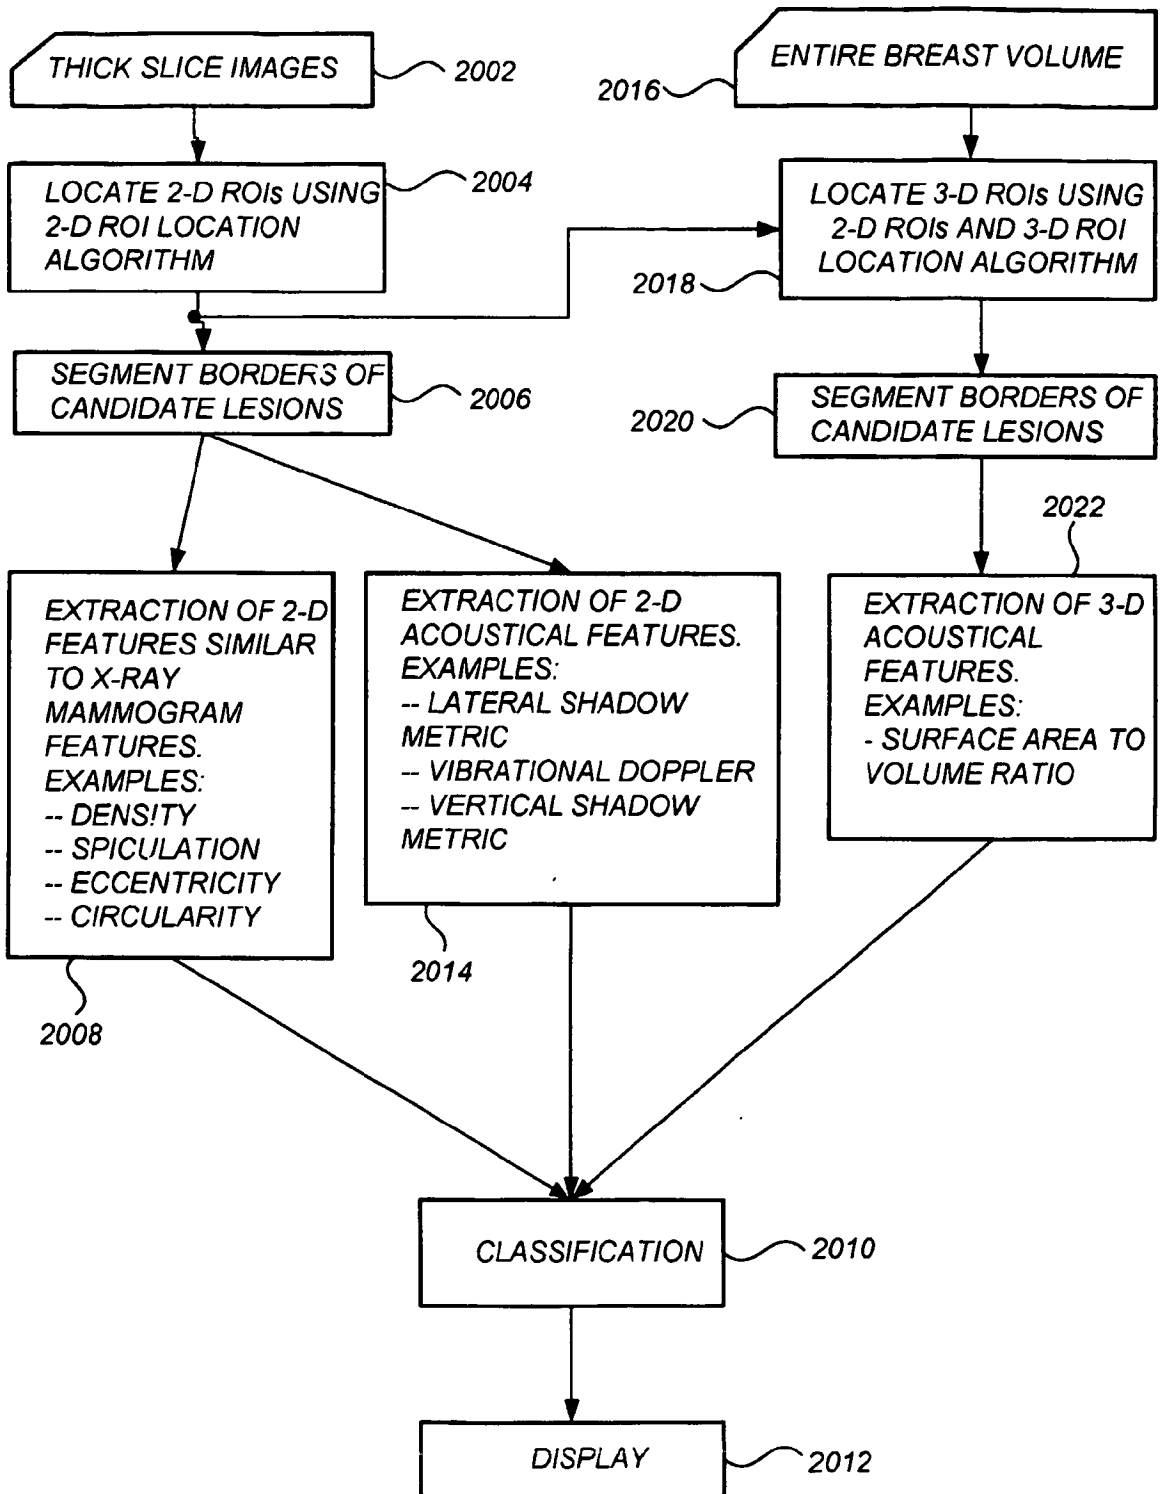 THICK SLICE IMAGES
2002
ENTIRE BREAST VOLUME
2016
LOCATE 2-D ROIs USING
2-D ROI LOCATION
ALGORITHM
2004
LOCATE 3-D ROIs USING
2-D ROIs AND 3-D ROI
LOCATION ALGORITHM
2018
SEGMENT BORDERS OF
CANDIDATE LESIONS
2006
SEGMENT BORDERS OF
CANDIDATE LESIONS
2020
2022
EXTRACTION OF 2-D
FEATURES SIMILAR
TO X-RAY
MAMMOGRAM
FEATURES.
EXAMPLES:
-- DENSITY
-- SPICULATION
-- ECCENTRICITY
-- CIRCULARITY
2008
EXTRACTION OF 2-D
ACOUSTICAL FEATURES.
EXAMPLES:
-- LATERAL SHADOW
METRIC
-- VIBRATIONAL DOPPLER
-- VERTICAL SHADOW
METRIC
2014
EXTRACTION OF 3-D
ACOUSTICAL
FEATURES.
EXAMPLES:
- SURFACE AREA TO
VOLUME RATIO
CLASSIFICATION
2010
DISPLAY
2012